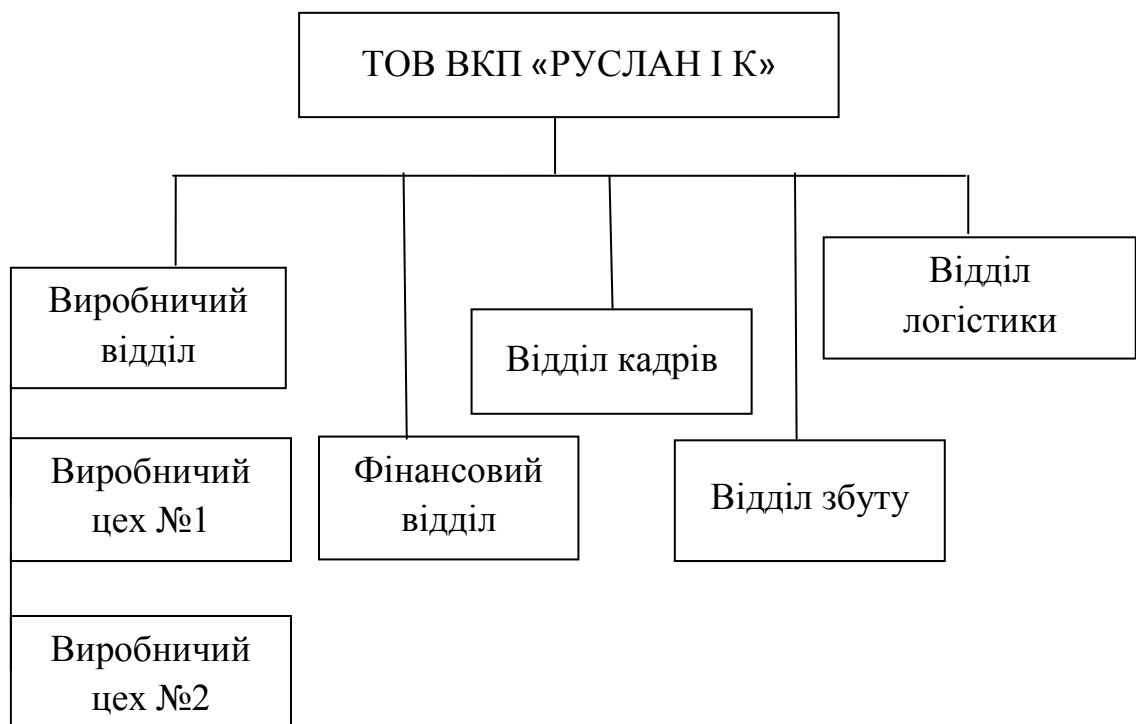 ТОВ ВКП «РУСЛАН І К»
Виробничий
відділ
Відділ
логістики
Відділ кадрів
Виробничий
цех №1
Фінансовий
відділ
Відділ збуту
Виробничий
цех №2